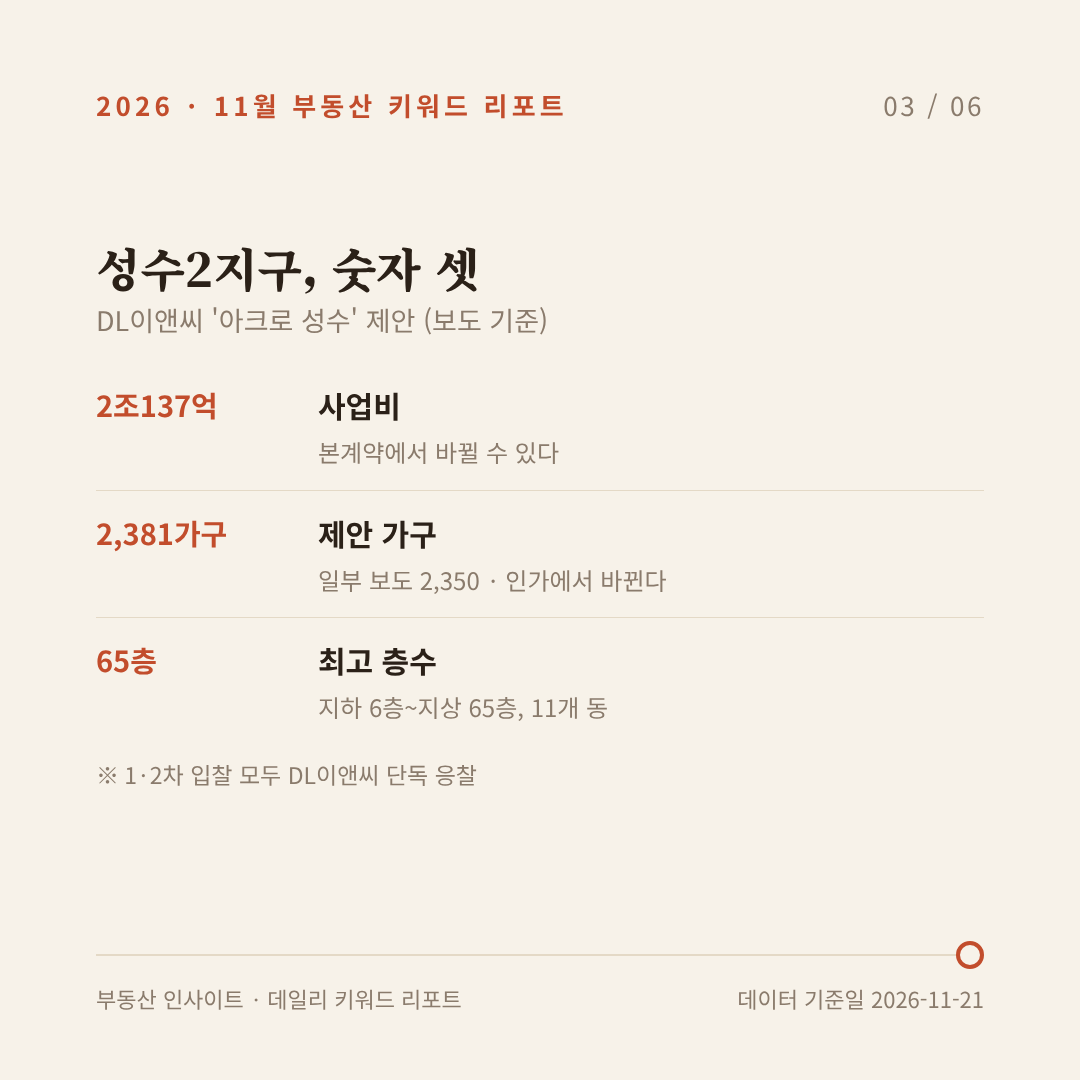 2026 · 11월 부동산 키워드 리포트
03 / 06
성수2지구, 숫자 셋
DL이앤씨 '아크로 성수' 제안 (보도 기준)
2조137억
사업비
본계약에서 바뀔 수 있다
2,381가구
제안 가구
일부 보도 2,350 · 인가에서 바뀐다
65층
최고 층수
지하 6층~지상 65층, 11개 동
※ 1·2차 입찰 모두 DL이앤씨 단독 응찰
부동산 인사이트 · 데일리 키워드 리포트
데이터 기준일 2026-11-21